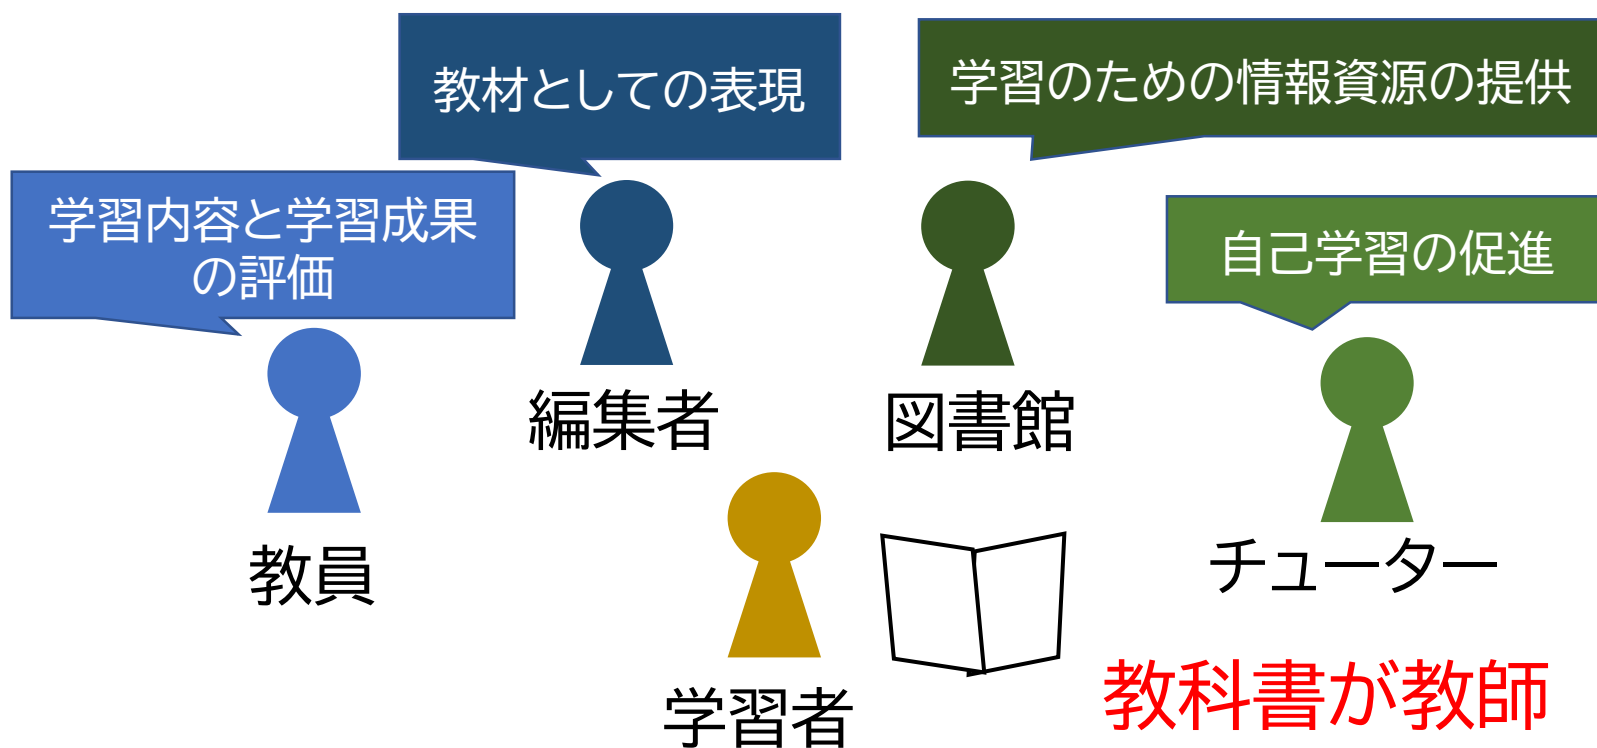 教材としての表現
学習のための情報資源の提供
学習内容と学習成果
の評価
自己学習の促進
編集者
図書館
教員
チューター
学習者
教科書が教師